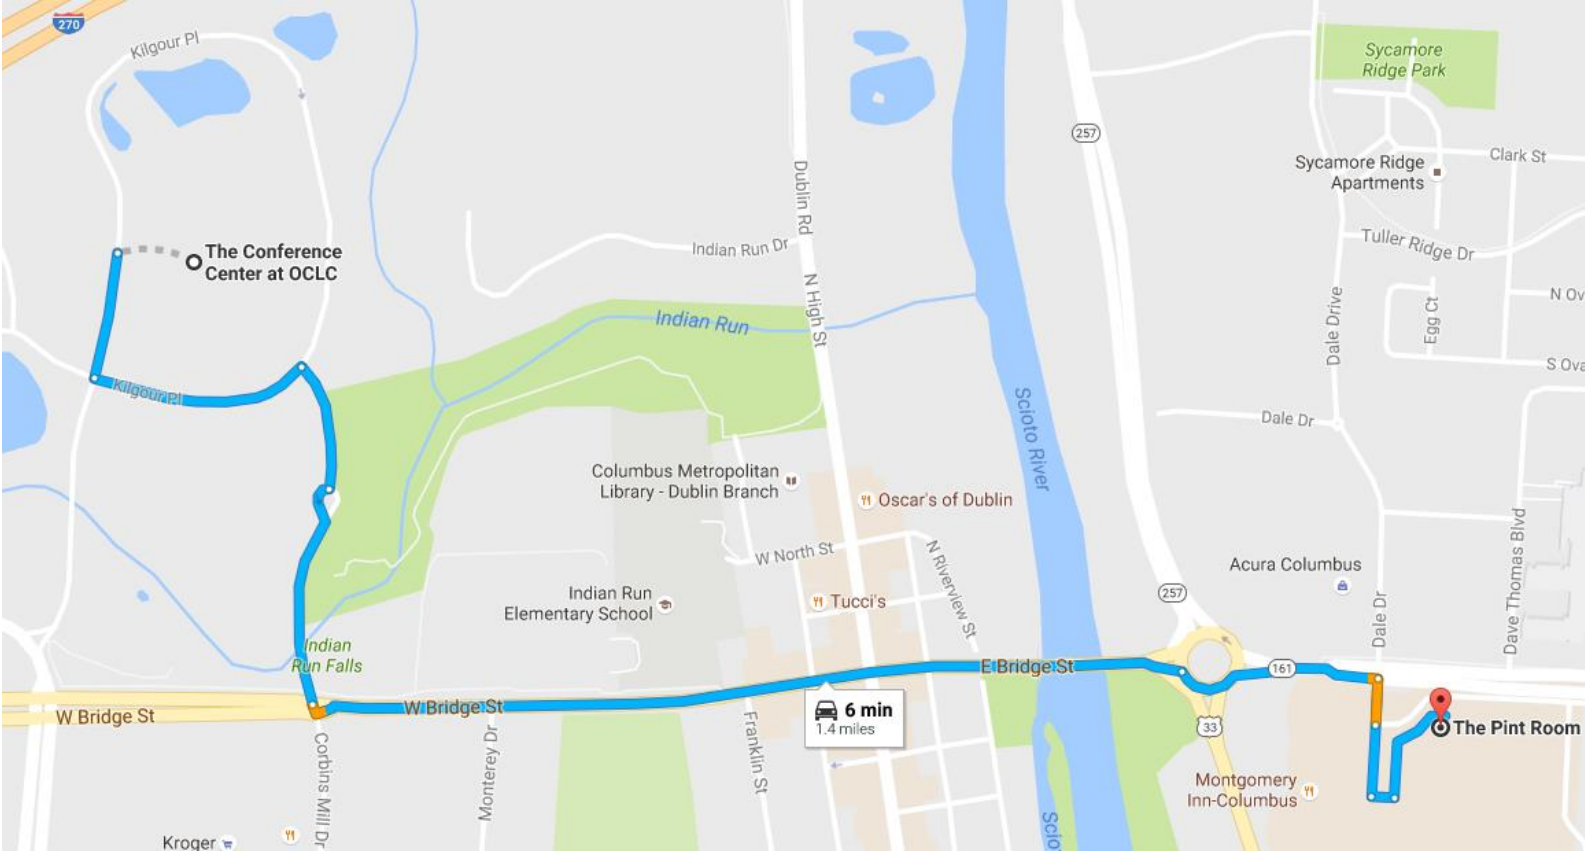 270
Kilgour Pl
Sycamore
Ridge Park
257
Clark St
Sycamore Ridge
Apartments
Dublin Rd
The Conference
Center at OCLC
Indian Run Dr
Tuller Ridge Dr
N Ov
Egg Ct
Indian Run
N High St
Dale Drive
S Ova
Kilgour Pl
Scioto River
Dale Dr
Columbus Metropolitan
Library - Dublin Branch
Oscar's of Dublin
W North St
N Riverview St
Acura Columbus
Dave Thomas Blvd
Indian Run
Elementary School
Tucci's
257
Dale Dr
Indian
Run Falls
E Bridge St
161
W Bridge St
W Bridge St
6 min
1.4 miles
33
The Pint Room
Corbins Mill Dr
Monterey Dr
Franklin St
Montgomery
Inn-Columbus
Kroger
Scio